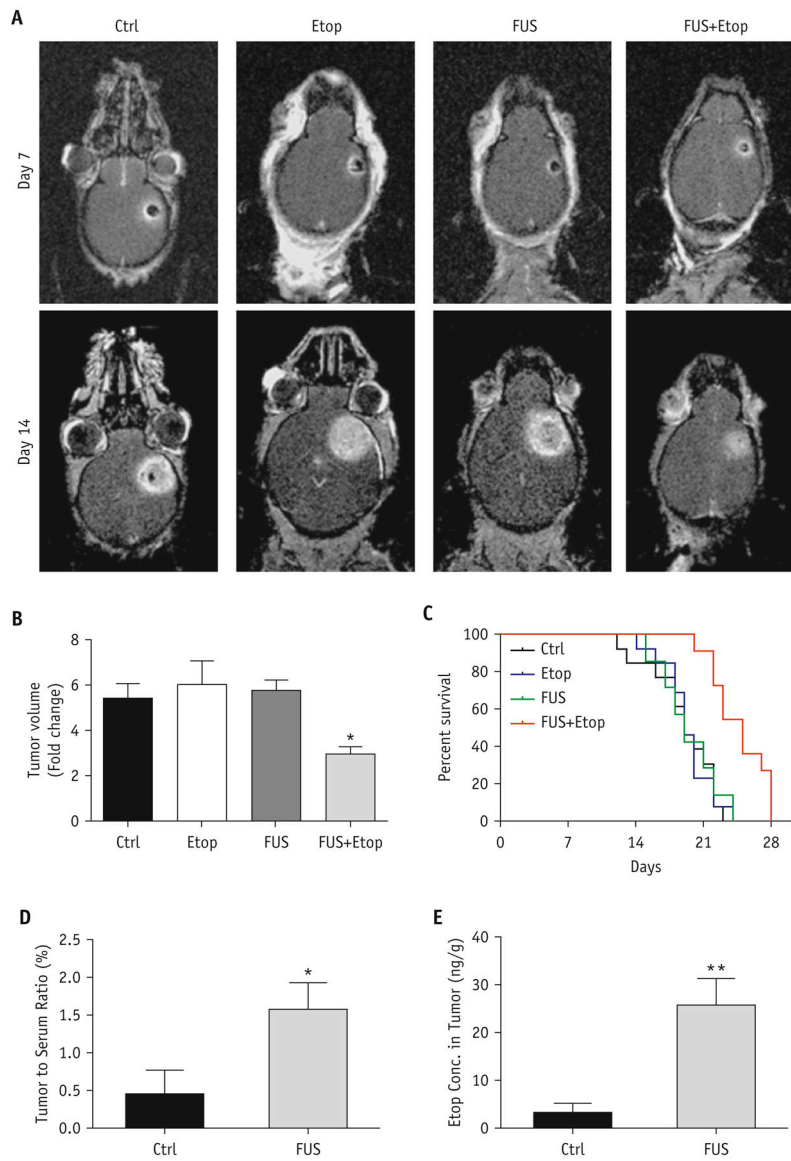 A
Ctrl Etop FUS FUS+Etop
Day 7
Day 14
B
Tumor volume
(Fold change)
8
6
4
2
0
*
Ctrl Etop FUS FUS+Etop
C
Percent survival
100
80
60
40
20
0
Ctrl
Etop
FUS
FUS+Etop
0 7 14 21 28
Days
D
Tumor to Serum Ratio (%)
2.5
2.0
1.5
1.0
0.5
0.0
*
Ctrl FUS
E
Etop Conc. in Tumor (ng/g)
40
30
20
10
0
**
Ctrl FUS